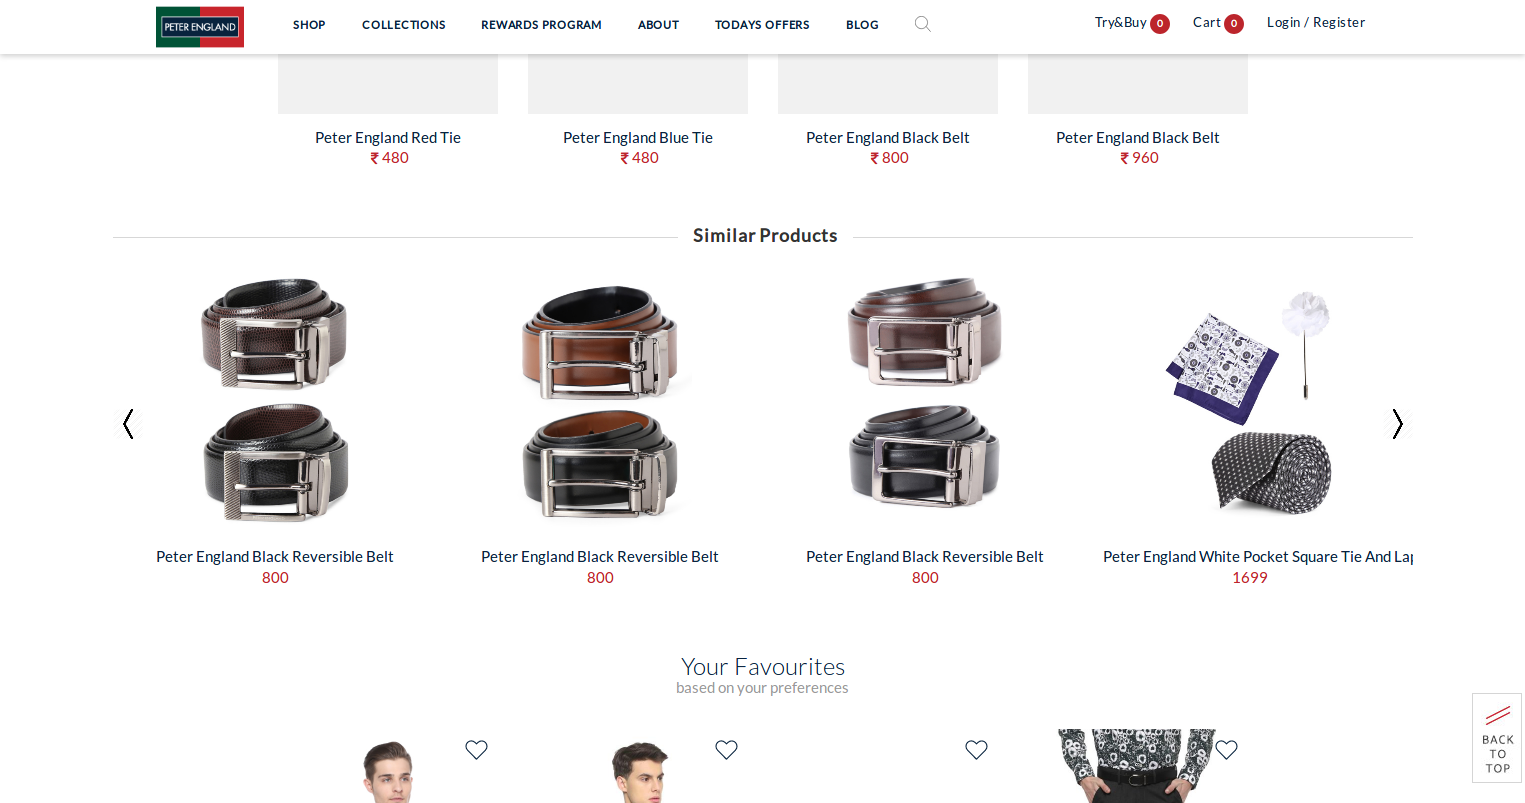 PETER ENGLAND
SHOP COLLECTIONS REWARDS PROGRAM ABOUT TODAYS OFFERS BLOG
Try&Buy 0 Cart 0 Login / Register
Peter England Red Tie
₹ 480
Peter England Blue Tie
₹ 480
Peter England Black Belt
₹ 800
Peter England Black Belt
₹ 960
Similar Products
Peter England Black Reversible Belt
800
Peter England Black Reversible Belt
800
Peter England Black Reversible Belt
800
Peter England White Pocket Square Tie And Lap
1699
Your Favourites
based on your preferences
BACK
TO
TOP